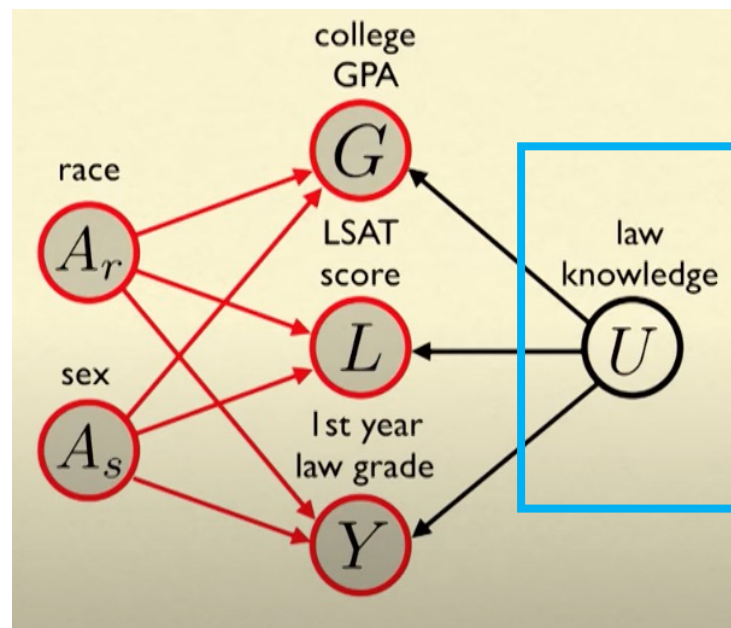 college
GPA
G
race
A_r
LSAT
score
L
law
knowledge
U
sex
A_s
1st year
law grade
Y